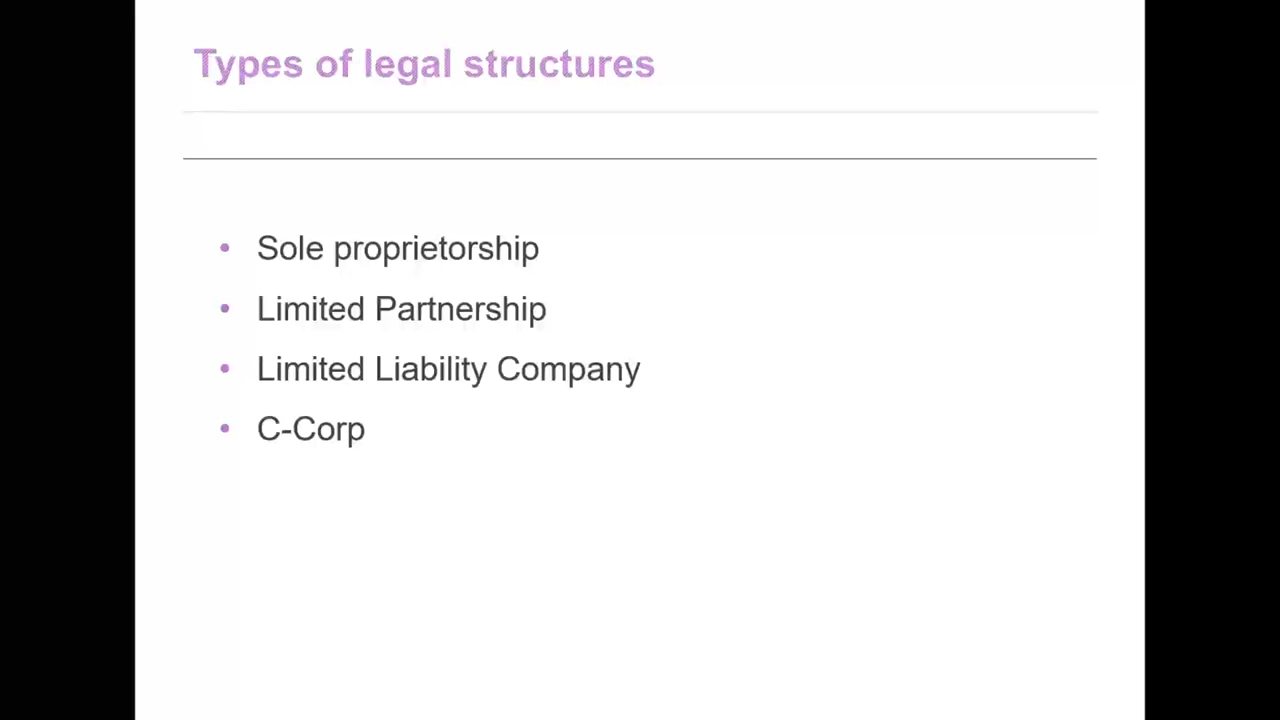 Types of legal structures
• Sole proprietorship
• Limited Partnership
• Limited Liability Company
• C-Corp